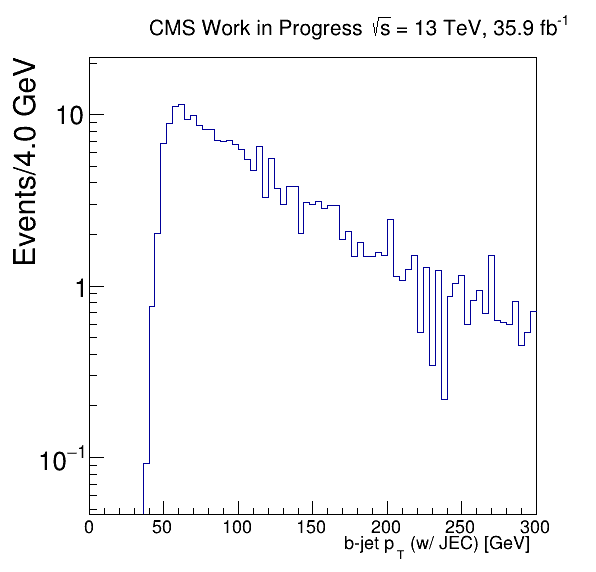 CMS Work in Progress √s = 13 TeV, 35.9 fb⁻¹
Events/4.0 GeV
10
1
10⁻¹
0 50 100 150 200 250 300
b-jet p_T (w/ JEC) [GeV]